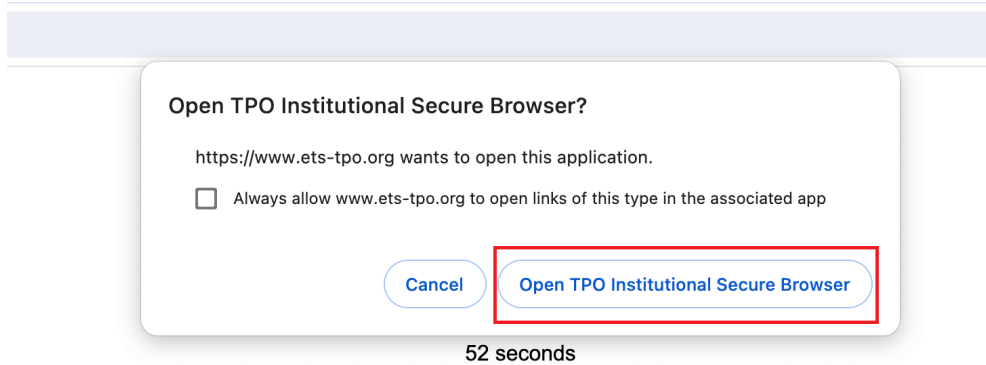 Open TPO Institutional Secure Browser?
https://www.ets-tpo.org wants to open this application.
Always allow www.ets-tpo.org to open links of this type in the associated app
Cancel
Open TPO Institutional Secure Browser
52 seconds